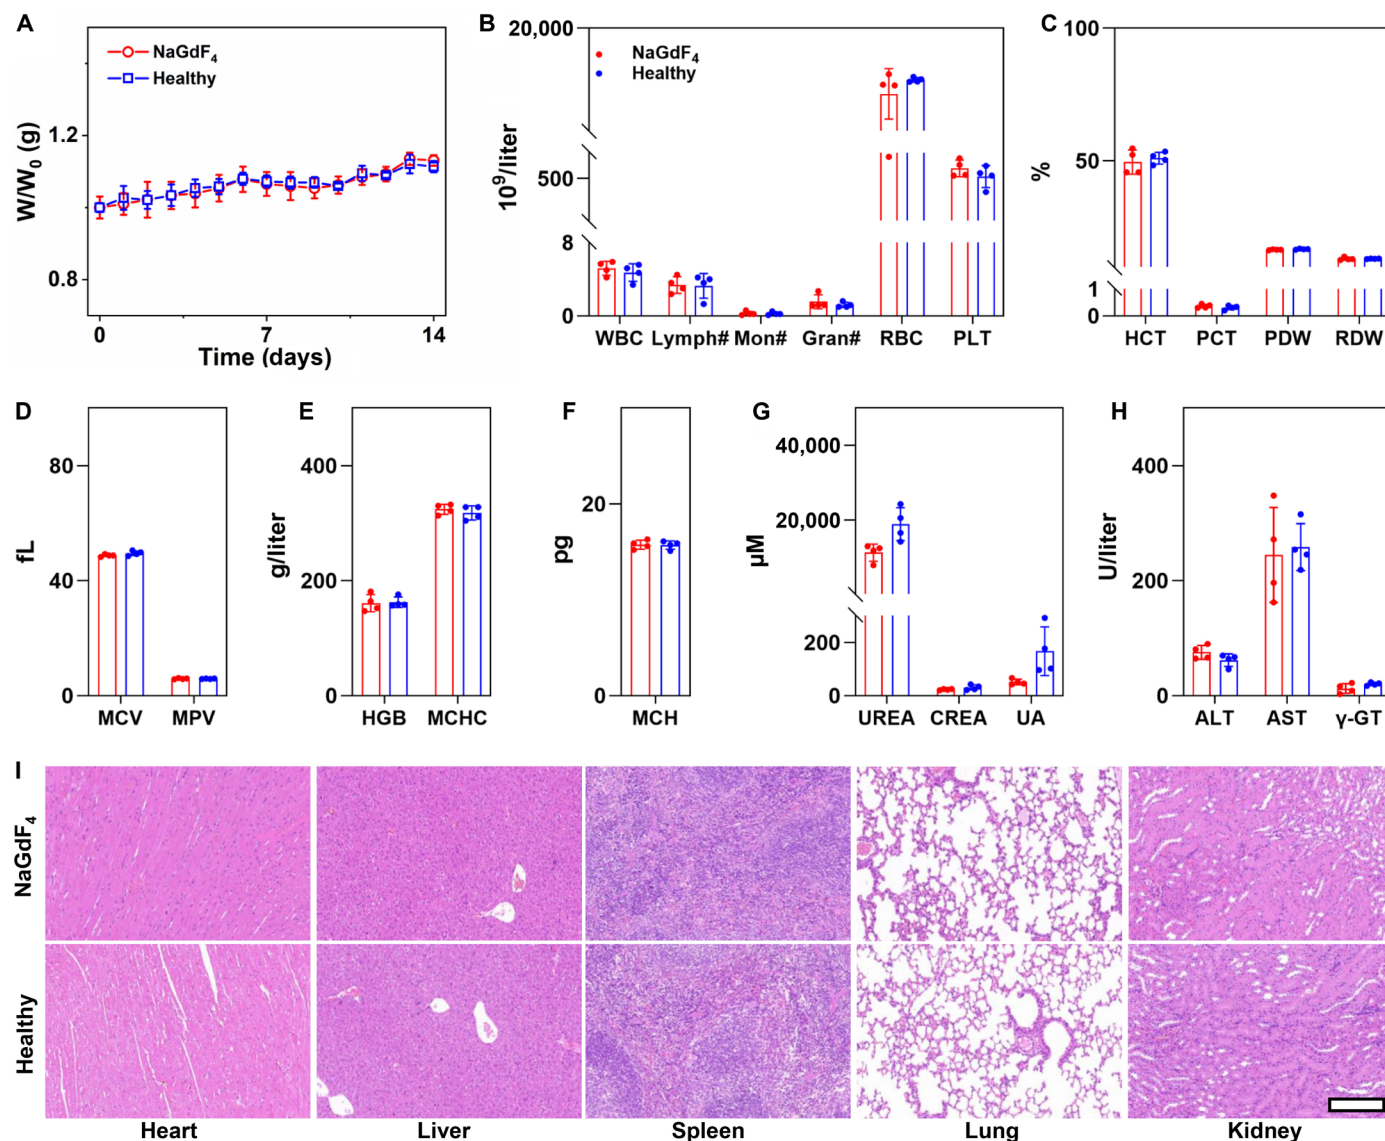 A
NaGdF4
Healthy
W/W0 (g)
1.2
0.8
0 7 14
Time (days)
B
20,000
NaGdF4
Healthy
10^9/liter
500
8
0
WBC Lymph# Mon# Gran# RBC PLT
C
100
%
50
1
0
HCT PCT PDW RDW
D
fL
80
40
0
MCV MPV
E
g/liter
400
200
0
HGB MCHC
F
pg
20
0
MCH
G
µM
40,000
20,000
200
0
UREA CREA UA
H
U/liter
400
200
0
ALT AST γ-GT
I
NaGdF4
Healthy
Heart Liver Spleen Lung Kidney